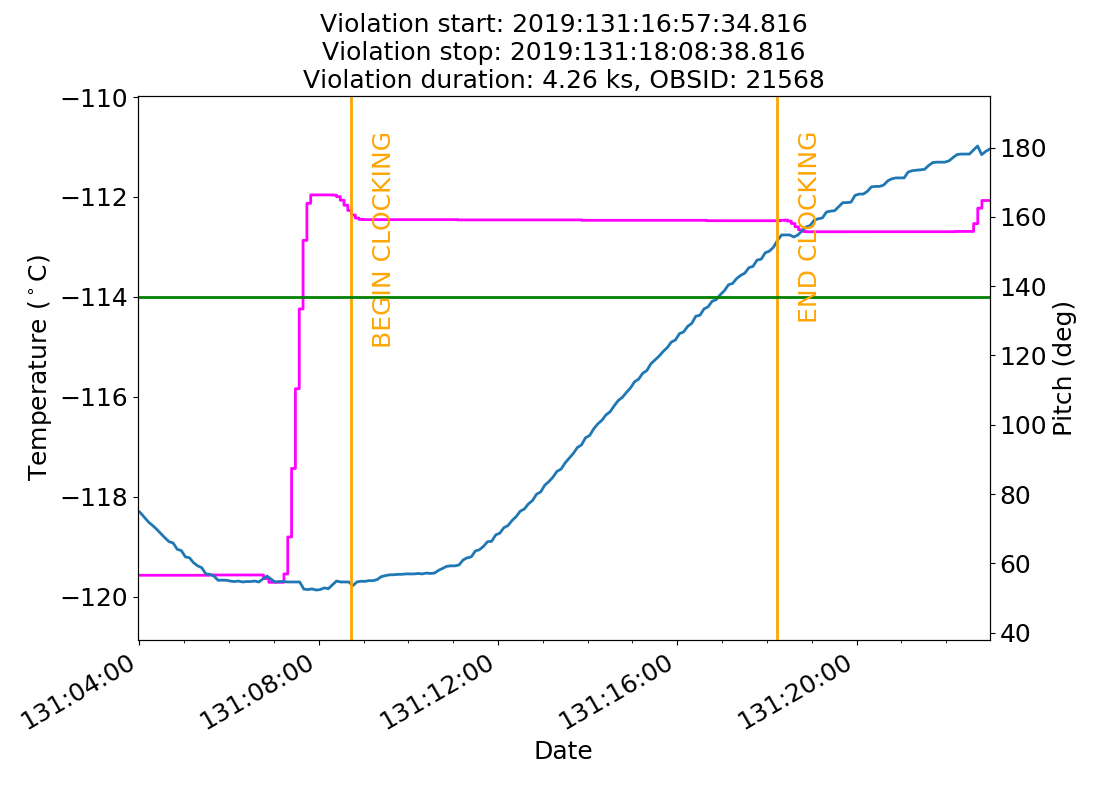 Violation start: 2019:131:16:57:34.816
Violation stop: 2019:131:18:08:38.816
Violation duration: 4.26 ks, OBSID: 21568
−110
−112
−114
−116
−118
−120
Temperature (°C)
BEGIN CLOCKING
END CLOCKING
180
160
140
120
100
80
60
40
Pitch (deg)
131:04:00
131:08:00
131:12:00
131:16:00
131:20:00
Date